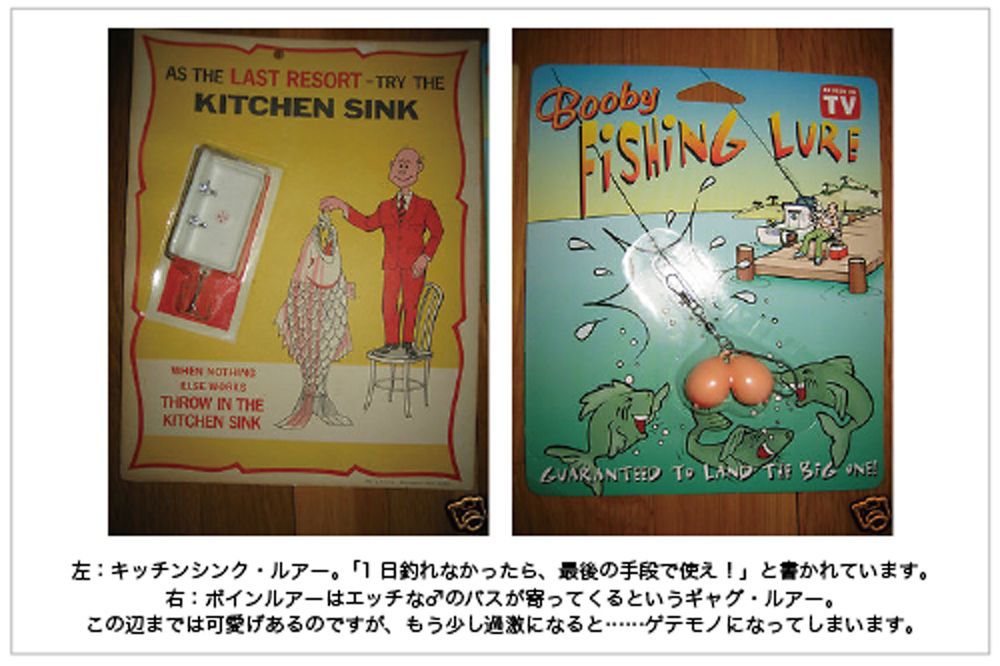 AS THE LAST RESORT - TRY THE
KITCHEN SINK
WHEN NOTHING
ELSE WORKS
THROW IN THE
KITCHEN SINK
Booby
FISHING LURE
TV
GUARANTEED TO LAND THE BIG ONE!
左：キッチンシンク・ルアー。「1日釣れなかったら、最後の手段で使え！」と書かれています。
右：ボインルアーはエッチな♂のバスが寄ってくるというギャグ・ルアー。
この辺までは可愛げあるのですが、もう少し過激になると……ゲテモノになってしまいます。